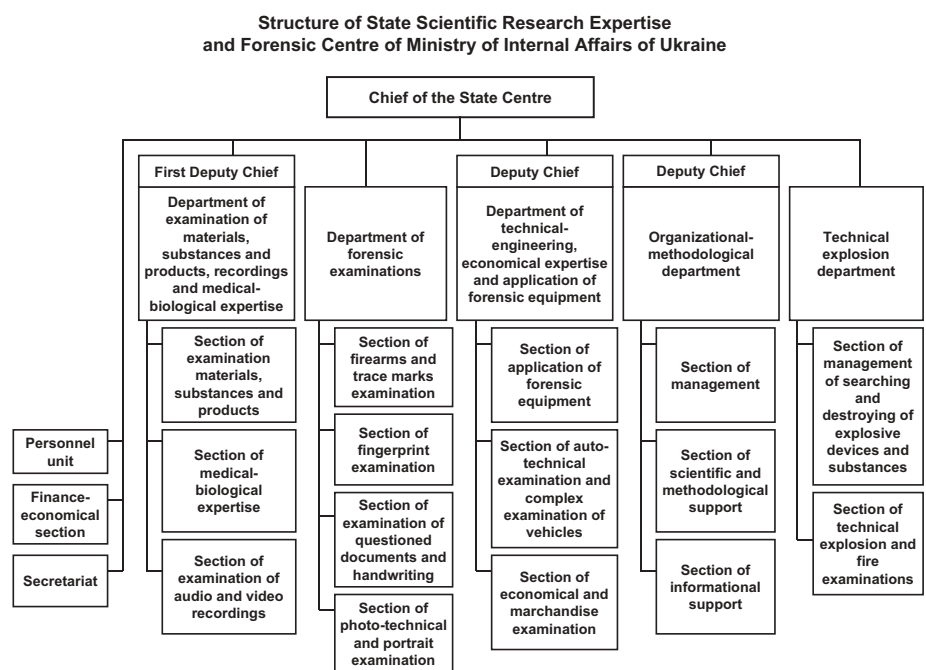 Structure of State Scientific Research Expertise
and Forensic Centre of Ministry of Internal Affairs of Ukraine
Chief of the State Centre
First Deputy Chief
Department of
examination of
materials,
substances and
products, recordings
and medical-
biological expertise
Section of
examination
materials,
substances and
products
Section of
medical-
biological
expertise
Section of
examination of
audio and video
recordings
Department of
forensic
examinations
Section of
firearms and
trace marks
examination
Section of
fingerprint
examination
Section of
examination of
questioned
documents and
handwriting
Section of
photo-technical
and portrait
examination
Deputy Chief
Department of
technical-
engineering,
economical expertise
and application of
forensic equipment
Section of
application of
forensic
equipment
Section of auto-
technical
examination and
complex
examination of
vehicles
Section of
economical and
marchandise
examination
Deputy Chief
Organizational-
methodological
department
Section of
management
Section of
scientific and
methodological
support
Section of
informational
support
Technical
explosion
department
Section of
management
of searching
and
destroying of
explosive
devices and
substances
Section of
technical
explosion and
fire
examinations
Personnel
unit
Finance-
economical
section
Secretariat